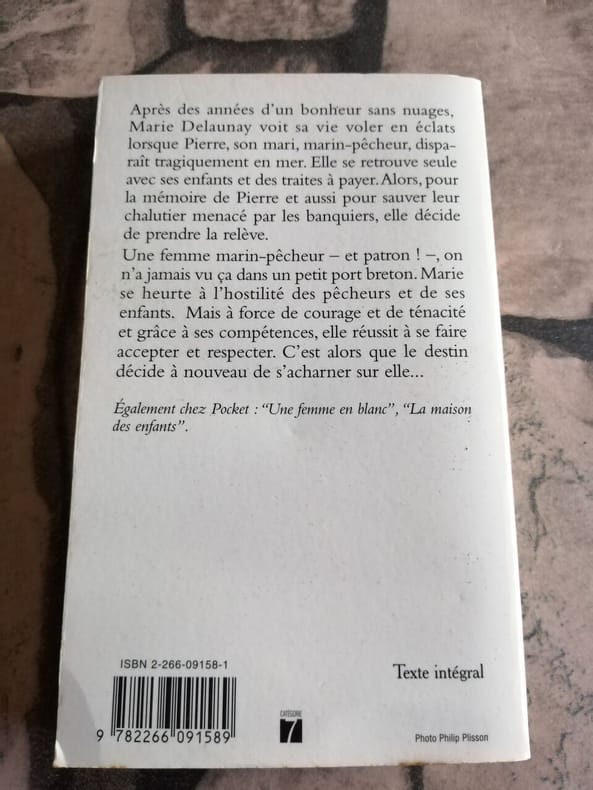 Après des années d'un bonheur sans nuages,
Marie Delaunay voit sa vie voler en éclats
lorsque Pierre, son mari, marin-pêcheur, dispa-
raît tragiquement en mer. Elle se retrouve seule
avec ses enfants et des traites à payer. Alors, pour
la mémoire de Pierre et aussi pour sauver leur
chalutier menacé par les banquiers, elle décide
de prendre la relève.
Une femme marin-pêcheur – et patron ! –, on
n'a jamais vu ça dans un petit port breton. Marie
se heurte à l'hostilité des pêcheurs et de ses
enfants. Mais à force de courage et de ténacité
et grâce à ses compétences, elle réussit à se faire
accepter et respecter. C'est alors que le destin
décide à nouveau de s'acharner sur elle...
Également chez Pocket : "Une femme en blanc", "La maison
des enfants".
ISBN 2-266-09158-1
Texte intégral
9 782266 091589
CATÉGORIE
7
Photo Philip Plisson